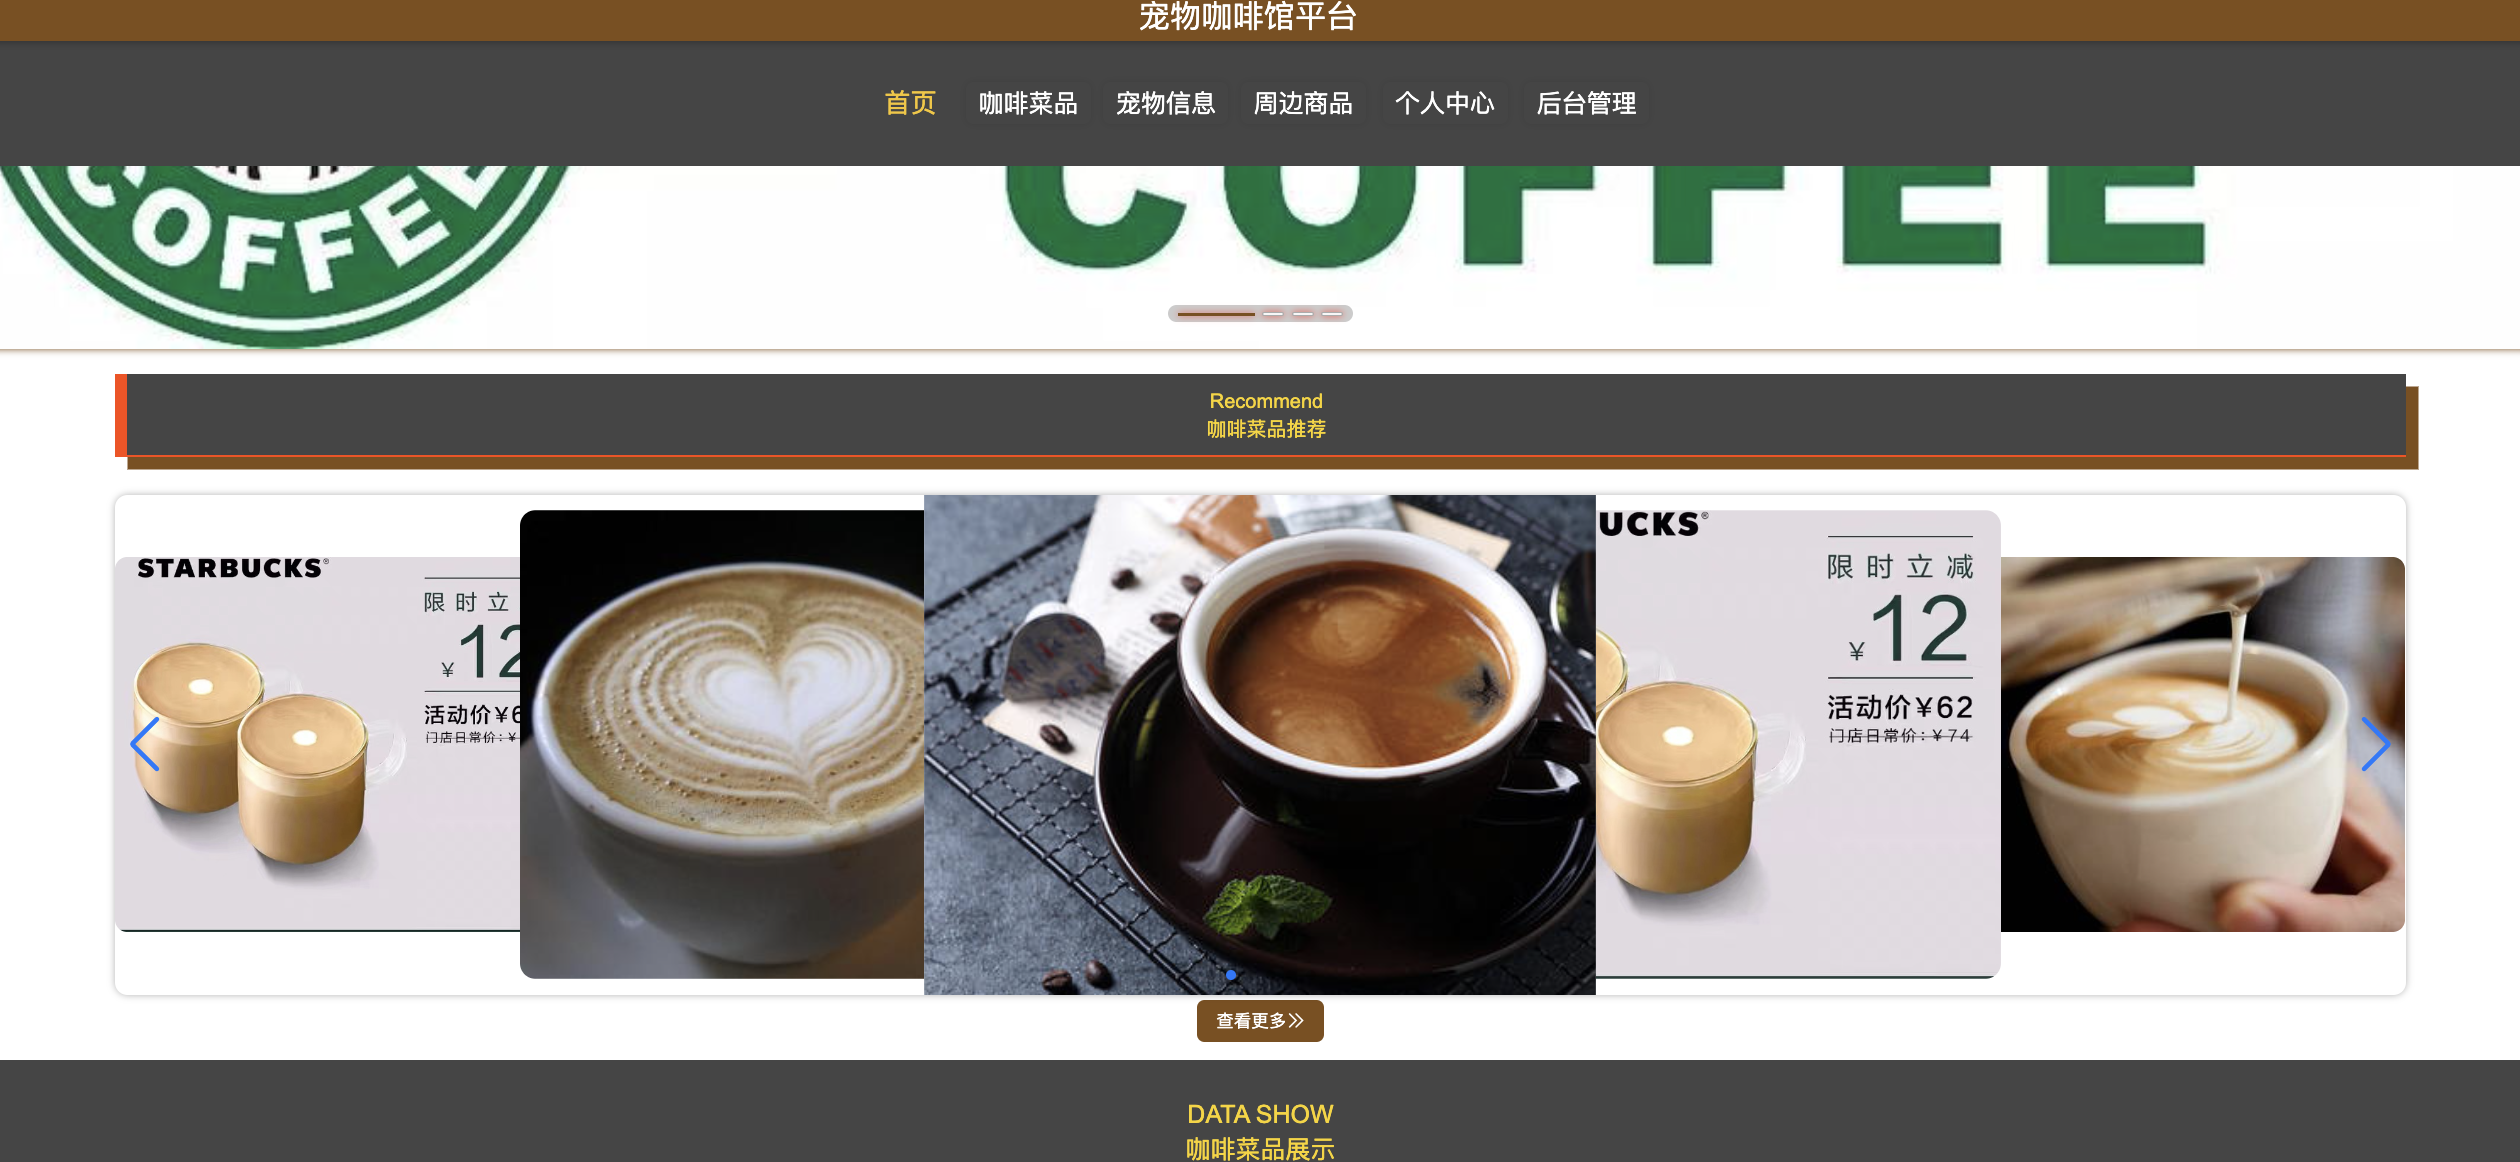 宠物咖啡馆平台
首页 咖啡菜品 宠物信息 周边商品 个人中心 后台管理
COFFEE
COFFEE
Recommend
咖啡菜品推荐
STARBUCKS®
限时立
¥12
活动价¥6
门店日常价:¥
UCKS®
限时立减
¥12
活动价¥62
门店日常价:¥74
查看更多
DATA SHOW
咖啡菜品展示